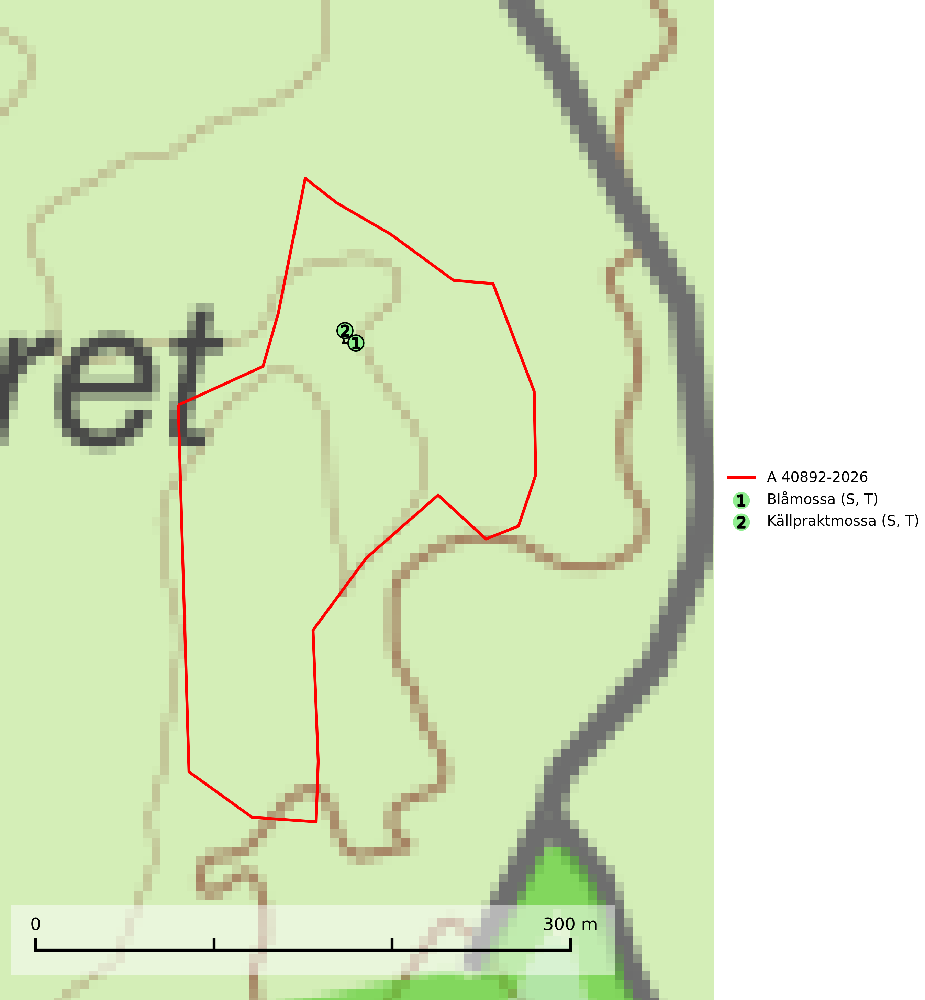 ret
2
1
A 40892-2026
1 Blåmossa (S, T)
2 Källpraktmossa (S, T)
0 300 m